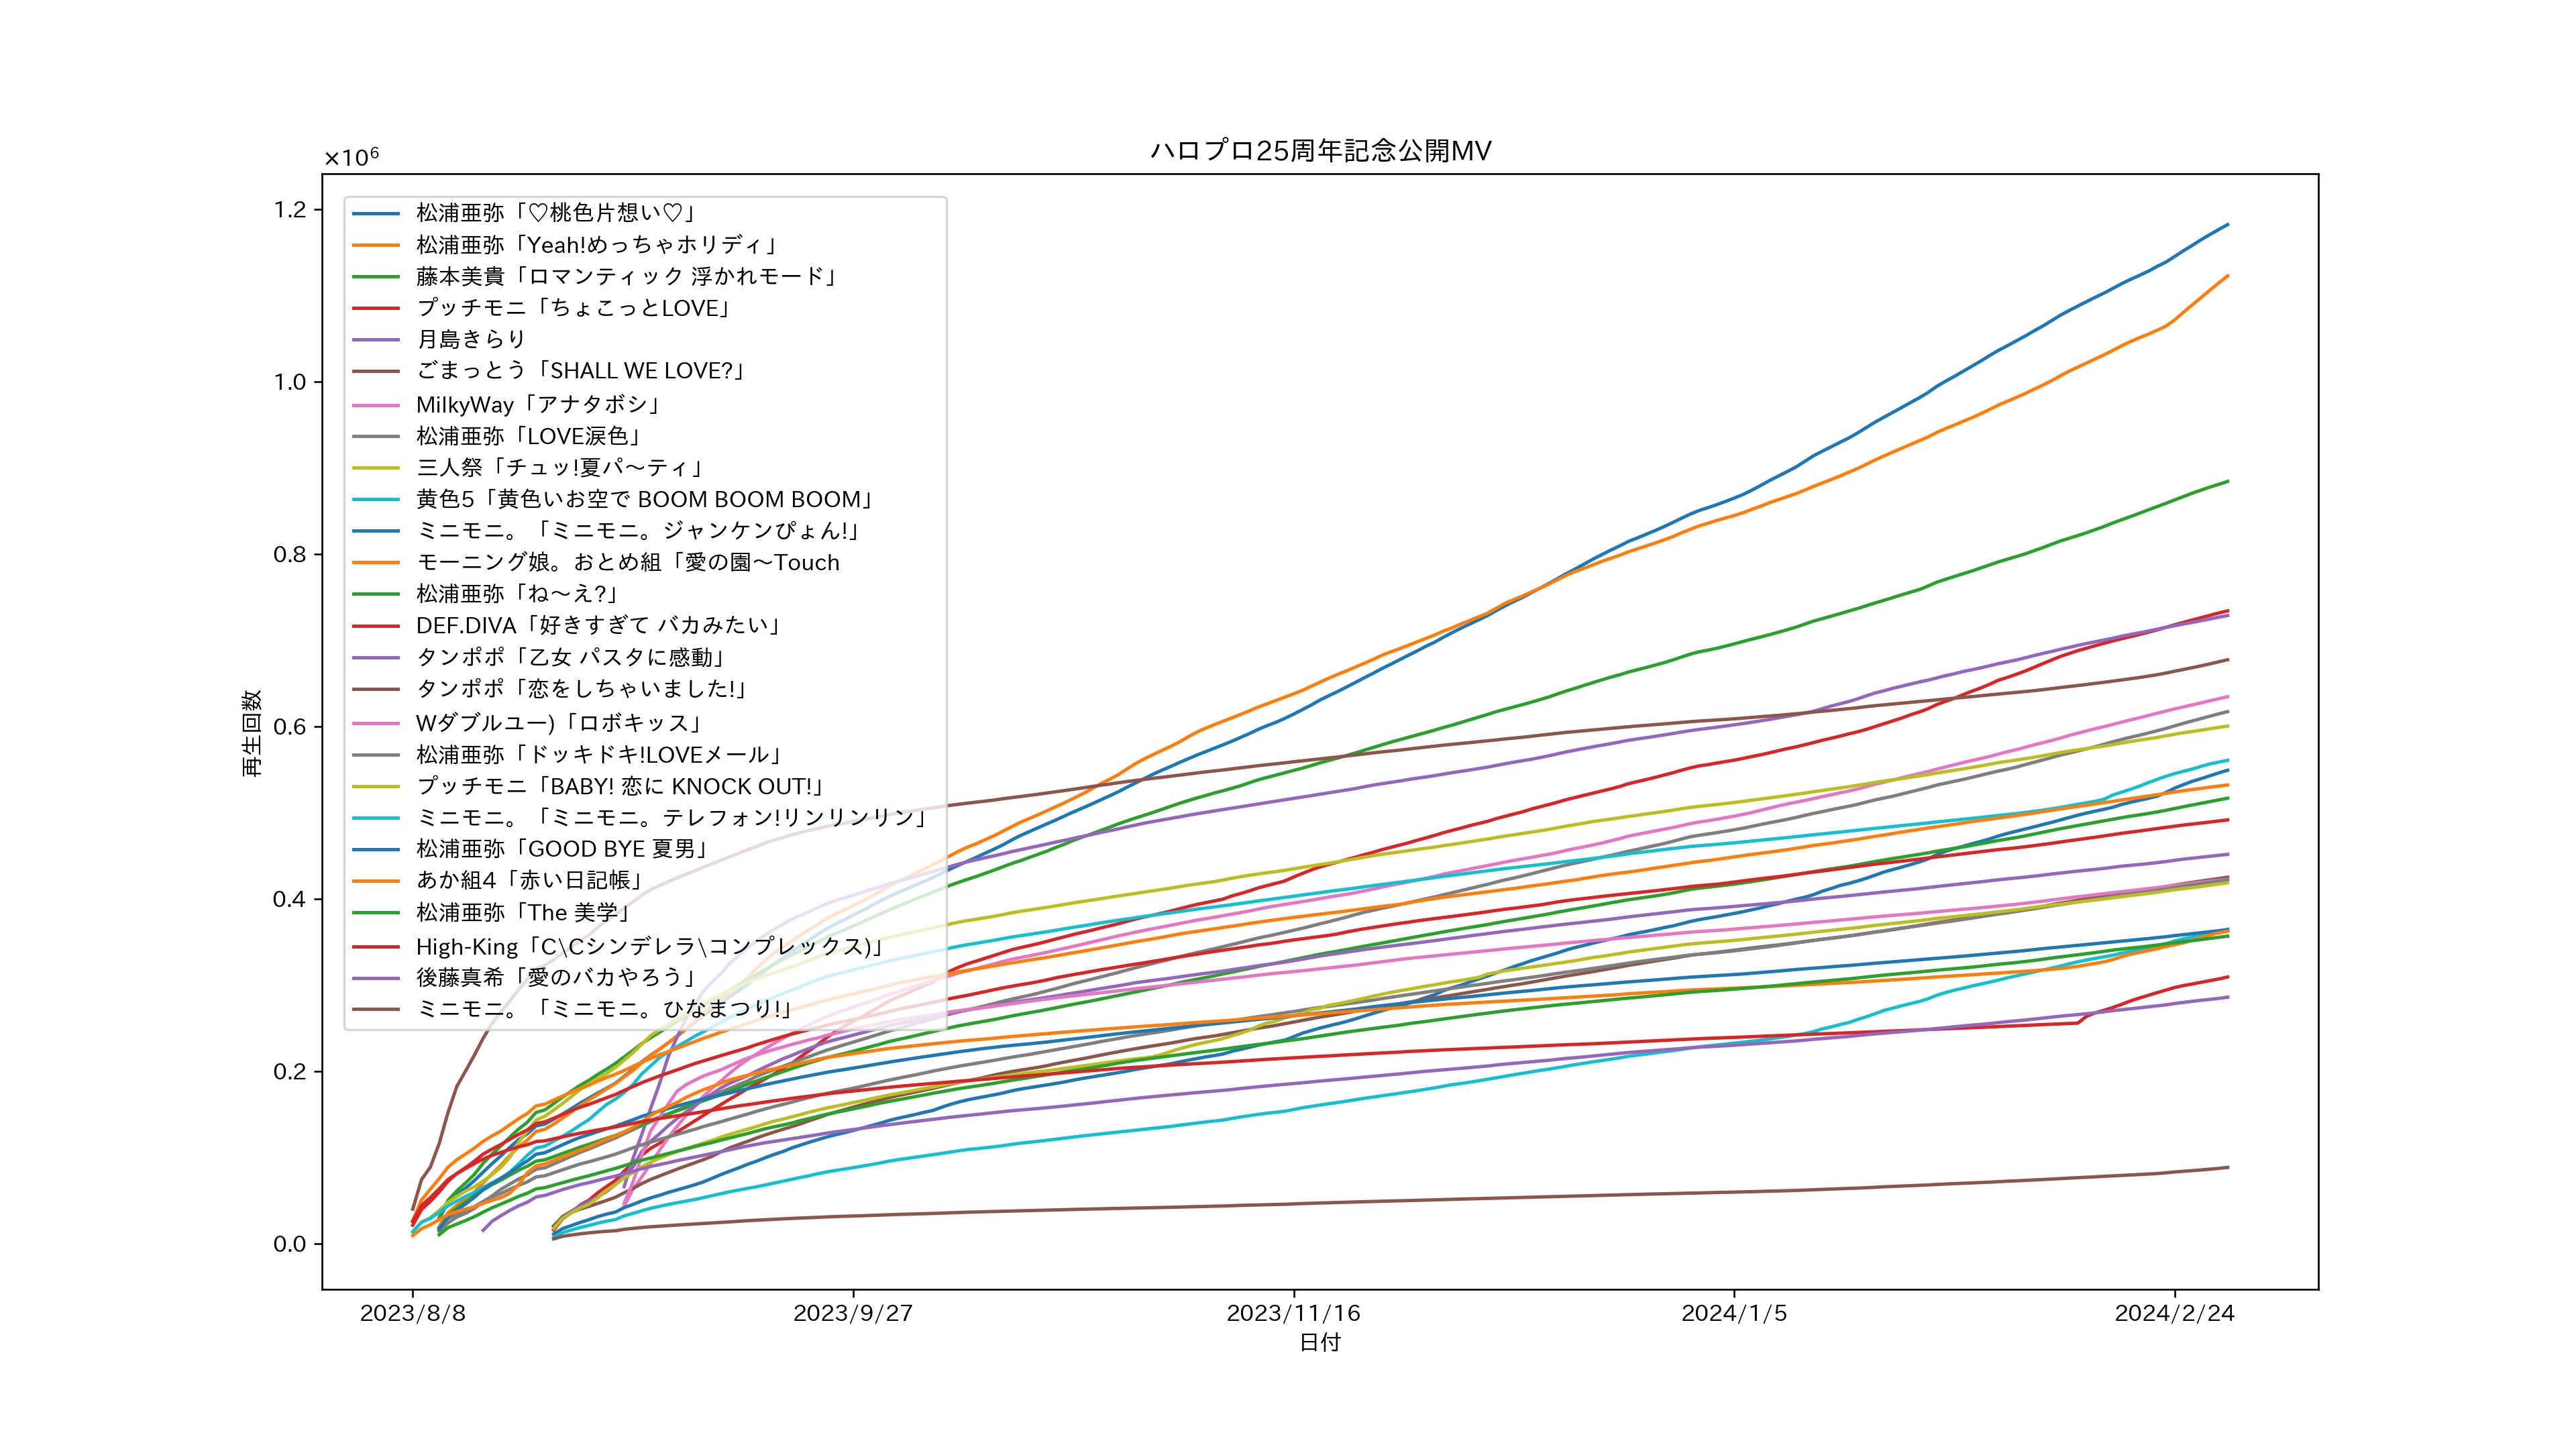 ハロプロ25周年記念公開MV
×10⁶
1.2
1.0
0.8
0.6
0.4
0.2
0.0
再生回数
松浦亜弥「♡桃色片想い♡」
松浦亜弥「Yeah!めっちゃホリディ」
藤本美貴「ロマンティック 浮かれモード」
プッチモニ「ちょこっとLOVE」
月島きらり
ごまっとう「SHALL WE LOVE?」
MilkyWay「アナタボシ」
松浦亜弥「LOVE涙色」
三人祭「チュッ!夏パ〜ティ」
黄色5「黄色いお空で BOOM BOOM BOOM」
ミニモニ。「ミニモニ。ジャンケンぴょん!」
モーニング娘。おとめ組「愛の園〜Touch
松浦亜弥「ね〜え?」
DEF.DIVA「好きすぎて バカみたい」
タンポポ「乙女 パスタに感動」
タンポポ「恋をしちゃいました!」
Wダブルユー)「ロボキッス」
松浦亜弥「ドッキドキ!LOVEメール」
プッチモニ「BABY! 恋に KNOCK OUT!」
ミニモニ。「ミニモニ。テレフォン!リンリンリン」
松浦亜弥「GOOD BYE 夏男」
あか組4「赤い日記帳」
松浦亜弥「The 美学」
High-King「C\Cシンデレラ\コンプレックス)」
後藤真希「愛のバカやろう」
ミニモニ。「ミニモニ。ひなまつり!」
2023/8/8
2023/9/27
2023/11/16
2024/1/5
2024/2/24
日付